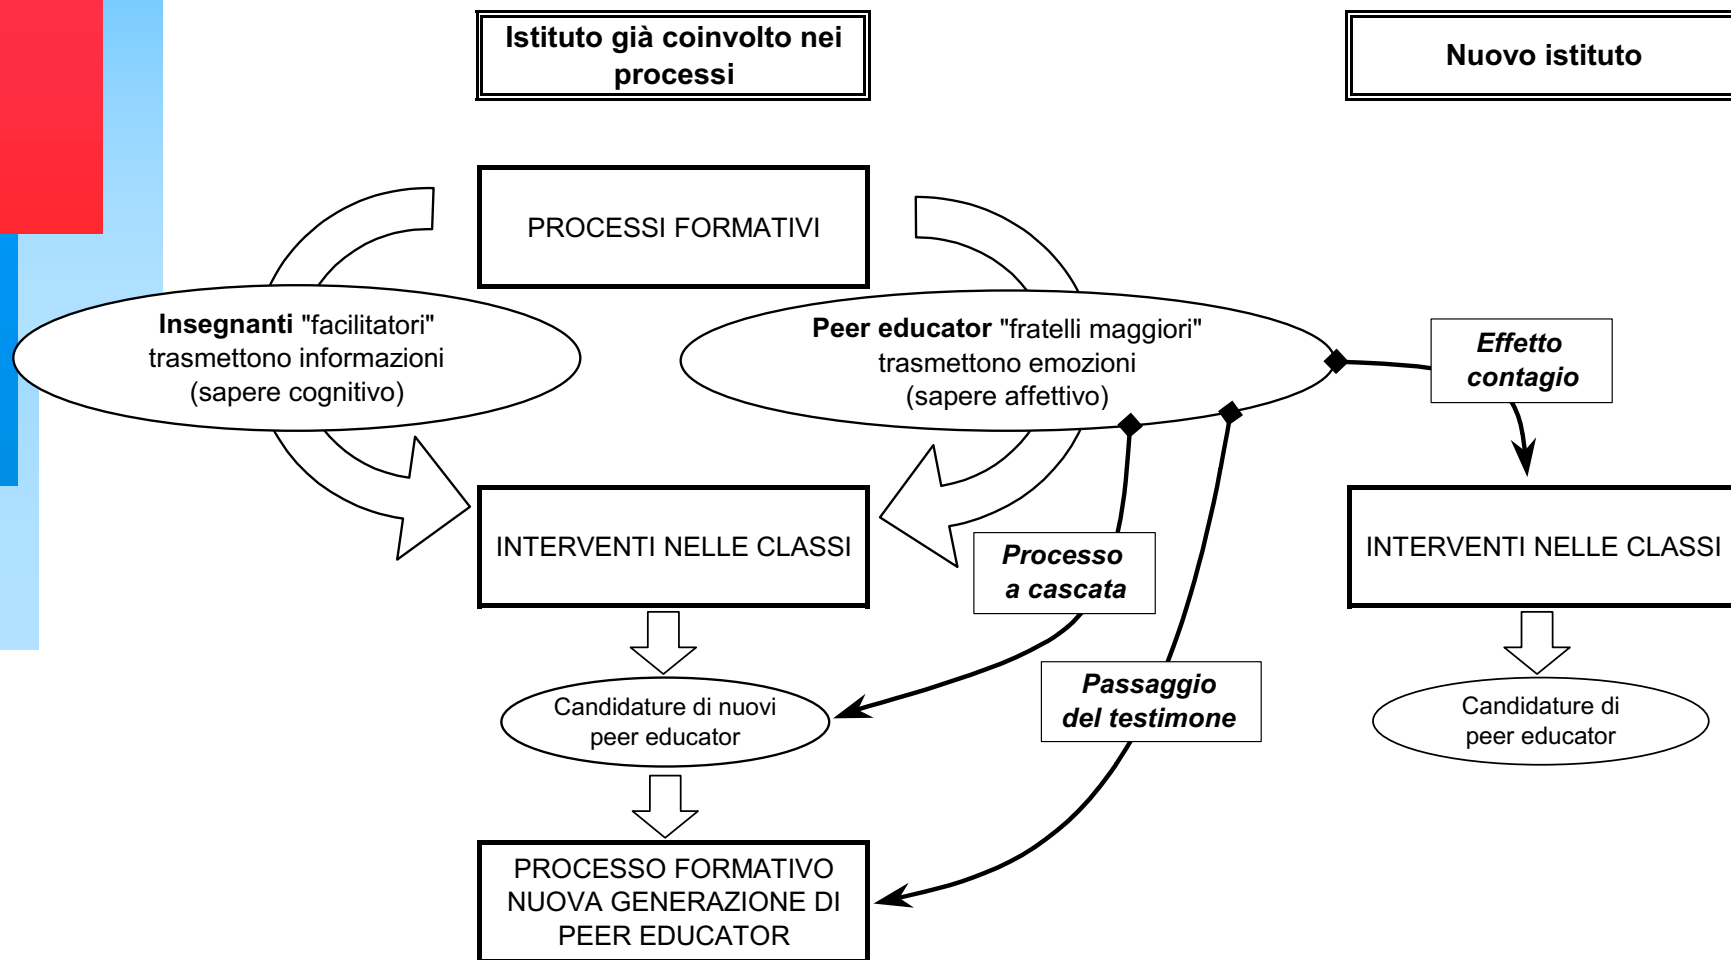 Istituto già coinvolto nei
processi
Nuovo istituto
PROCESSI FORMATIVI
Insegnanti "facilitatori"
trasmettono informazioni
(sapere cognitivo)
Peer educator "fratelli maggiori"
trasmettono emozioni
(sapere affettivo)
Effetto
contagio
INTERVENTI NELLE CLASSI
Processo
a cascata
INTERVENTI NELLE CLASSI
Candidature di nuovi
peer educator
Passaggio
del testimone
Candidature di
peer educator
PROCESSO FORMATIVO
NUOVA GENERAZIONE DI
PEER EDUCATOR